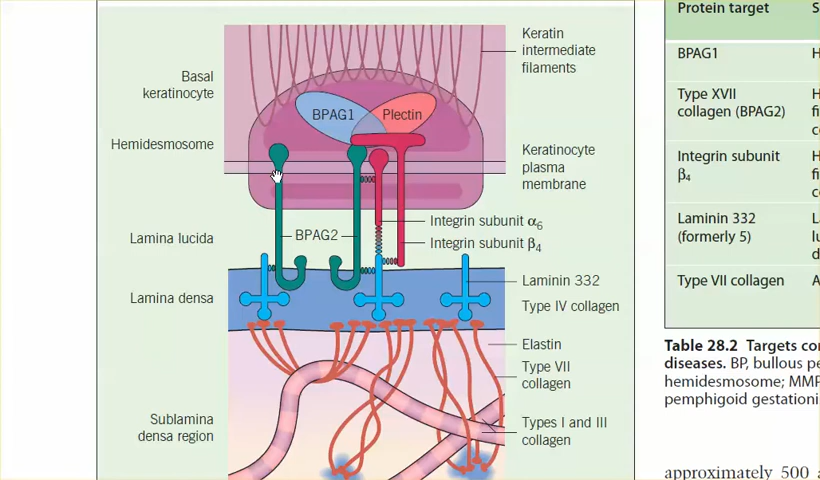 Keratin
intermediate
filaments
Basal
keratinocyte
BPAG1
Plectin
Hemidesmosome
Keratinocyte
plasma
membrane
Integrin subunit α6
Lamina lucida
BPAG2
Integrin subunit β4
Laminin 332
Lamina densa
Type IV collagen
Elastin
Type VII
collagen
Sublamina
densa region
Types I and III
collagen
Protein target
BPAG1
Type XVII
collagen (BPAG2)
Integrin subunit
β4
Laminin 332
(formerly 5)
Type VII collagen
Table 28.2 Targets
diseases. BP, bullous
hemidesmosome;
pemphigoid
approximately 500